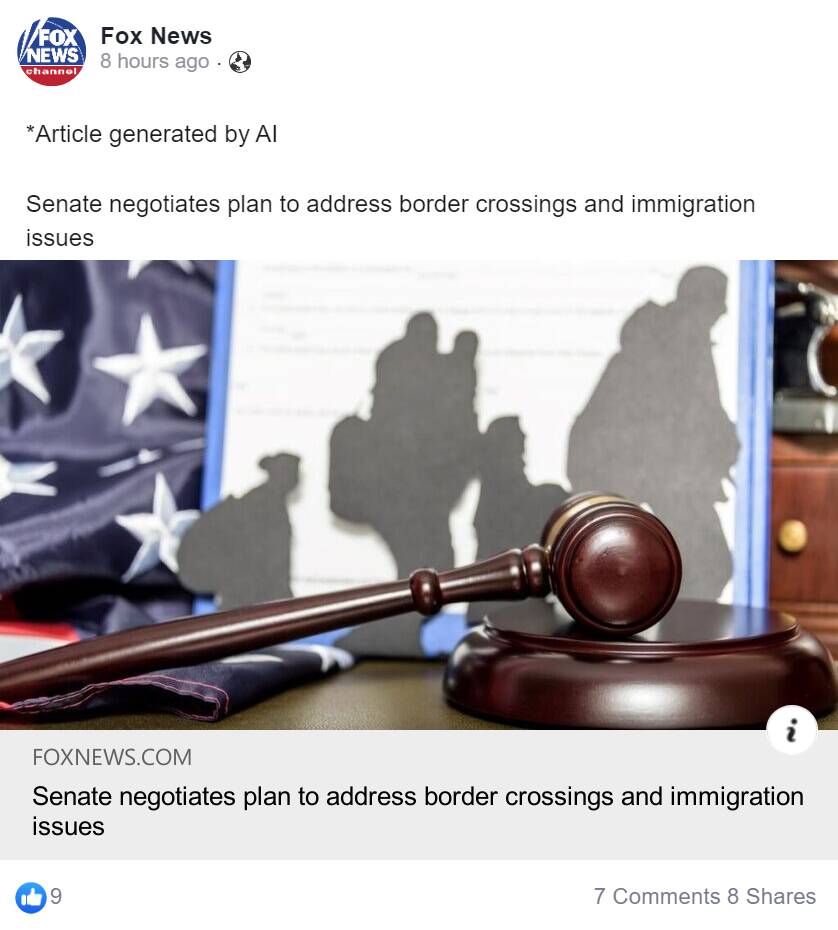 FOX
NEWS
channel
Fox News
8 hours ago ·
*Article generated by AI
Senate negotiates plan to address border crossings and immigration
issues
i
FOXNEWS.COM
Senate negotiates plan to address border crossings and immigration
issues
9
7 Comments 8 Shares